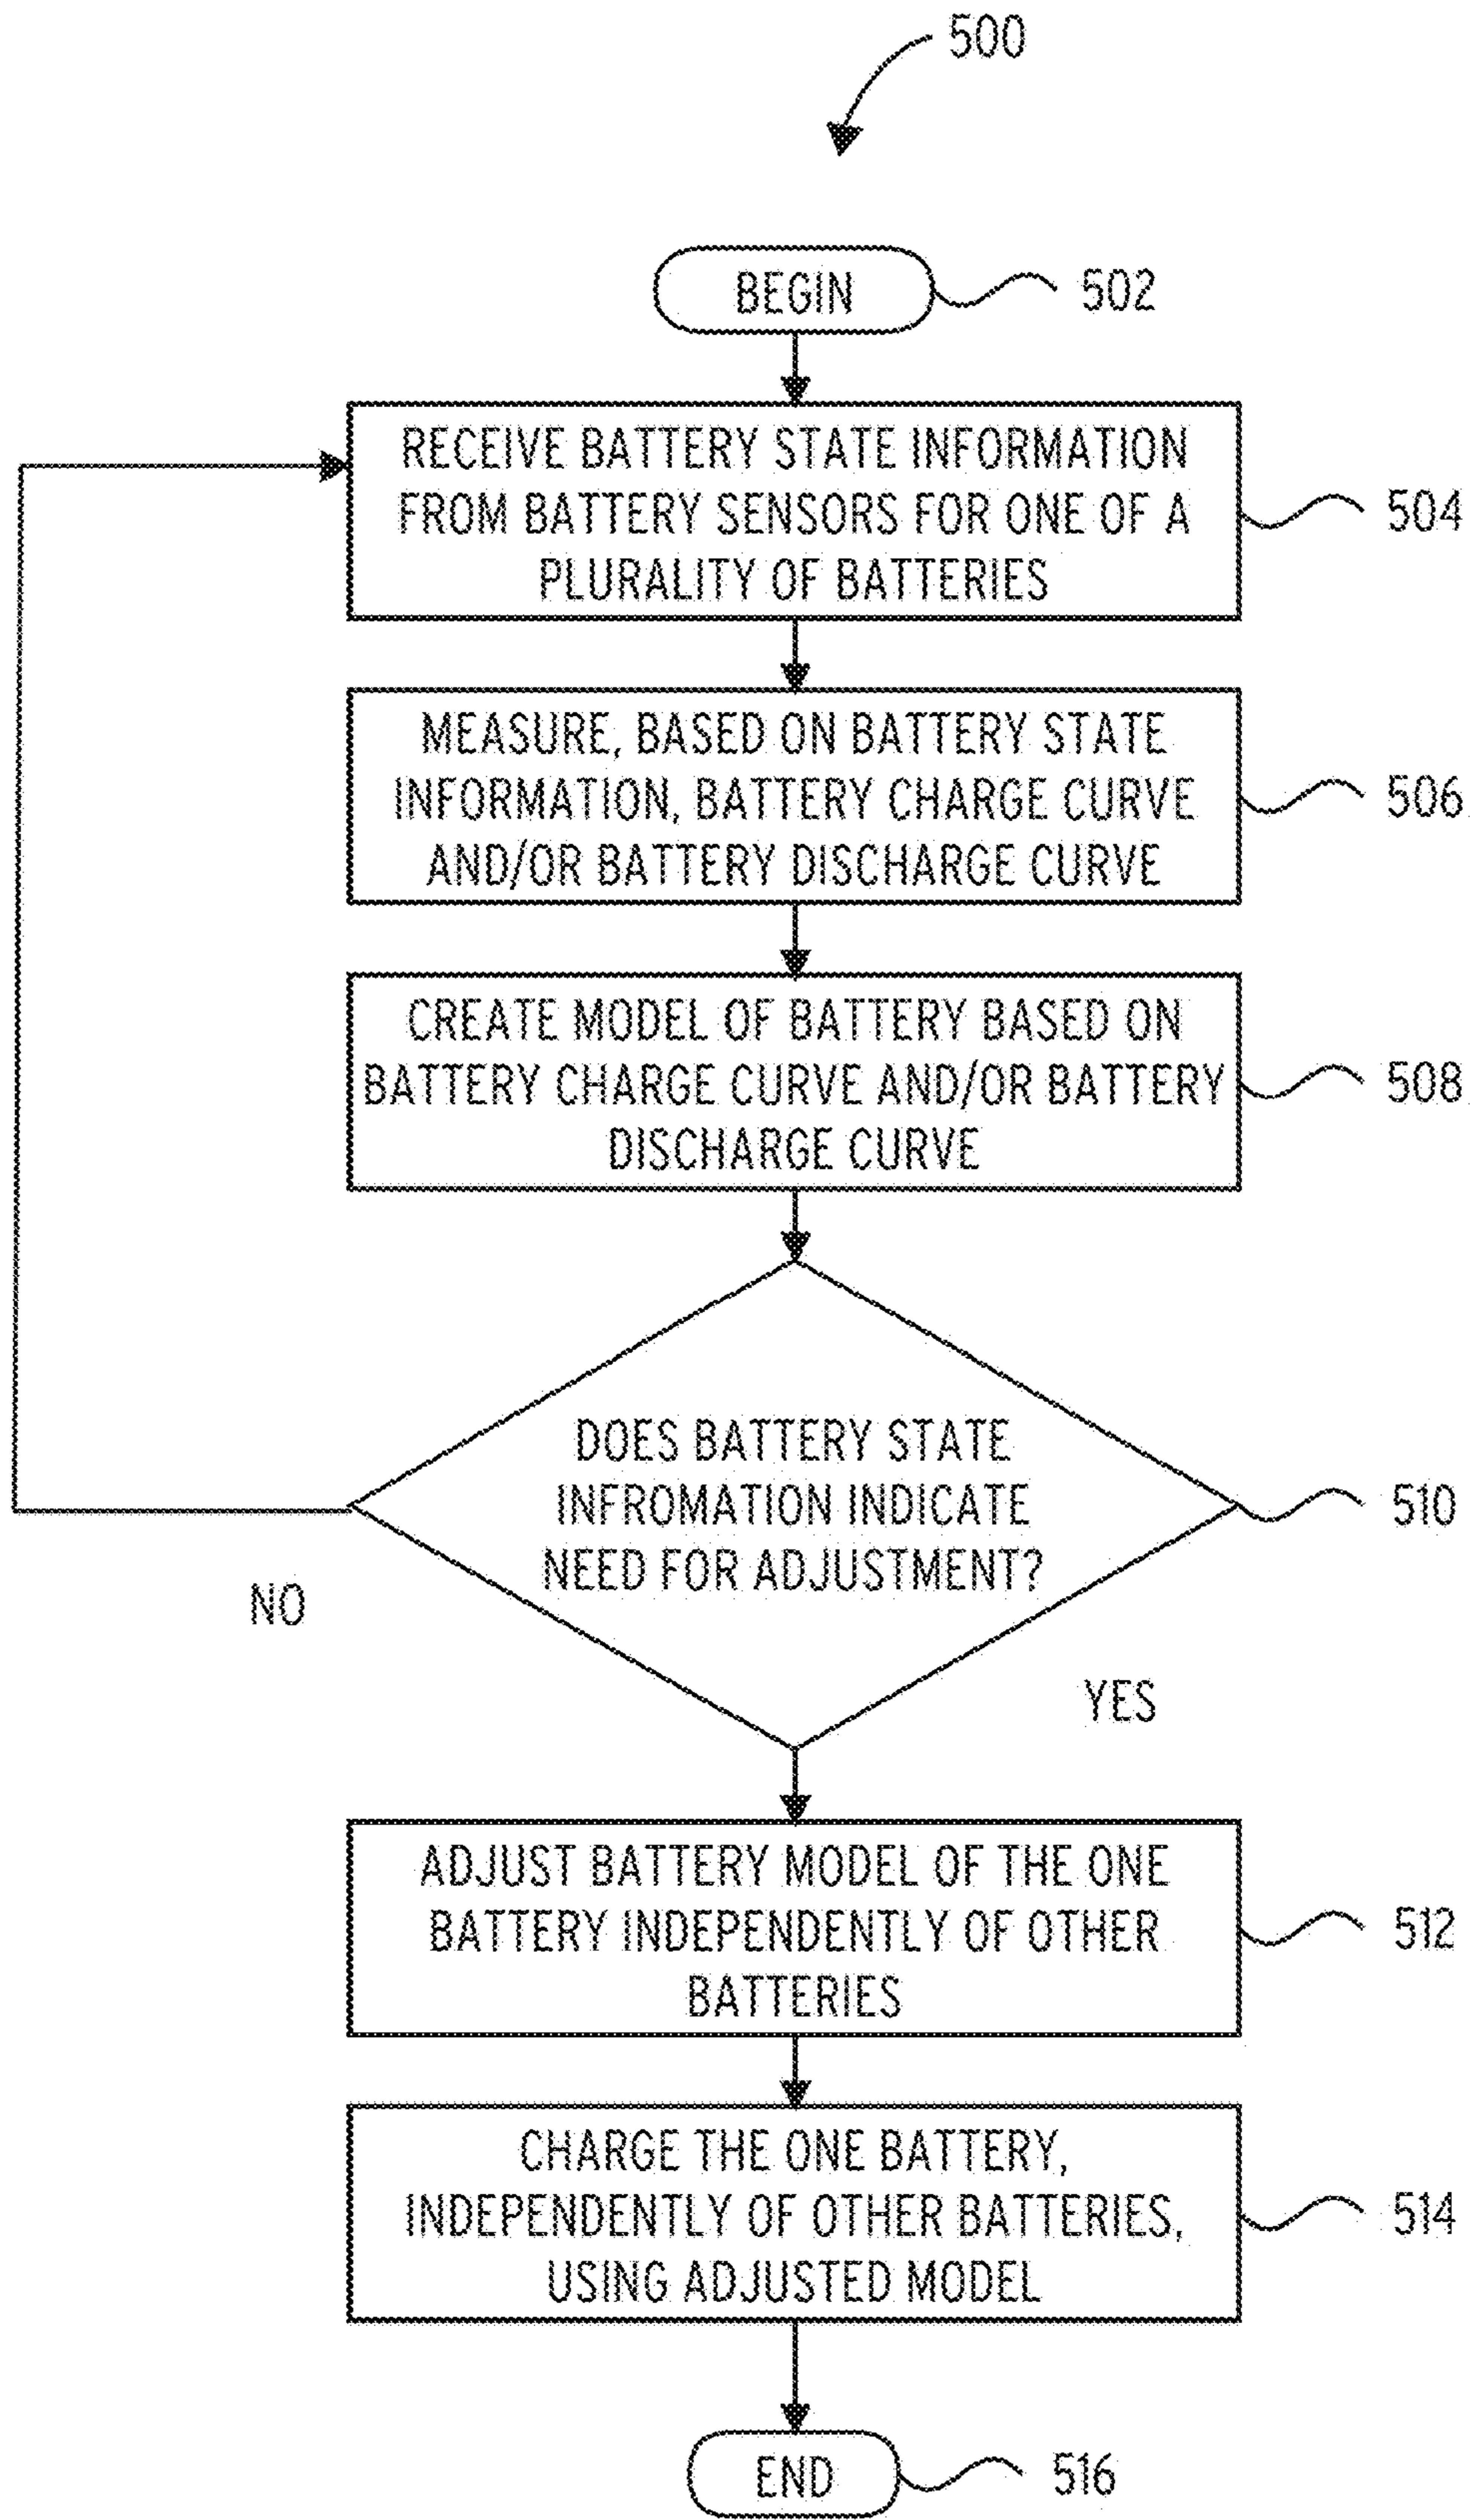 500
BEGIN
502
RECEIVE BATTERY STATE INFORMATION
FROM BATTERY SENSORS FOR ONE OF A
PLURALITY OF BATTERIES
504
MEASURE, BASED ON BATTERY STATE
INFORMATION, BATTERY CHARGE CURVE
AND/OR BATTERY DISCHARGE CURVE
506
CREATE MODEL OF BATTERY BASED ON
BATTERY CHARGE CURVE AND/OR BATTERY
DISCHARGE CURVE
508
DOES BATTERY STATE
INFROMATION INDICATE
NEED FOR ADJUSTMENT?
510
NO
YES
ADJUST BATTERY MODEL OF THE ONE
BATTERY INDEPENDENTLY OF OTHER
BATTERIES
512
CHARGE THE ONE BATTERY,
INDEPENDENTLY OF OTHER BATTERIES,
USING ADJUSTED MODEL
514
END
516